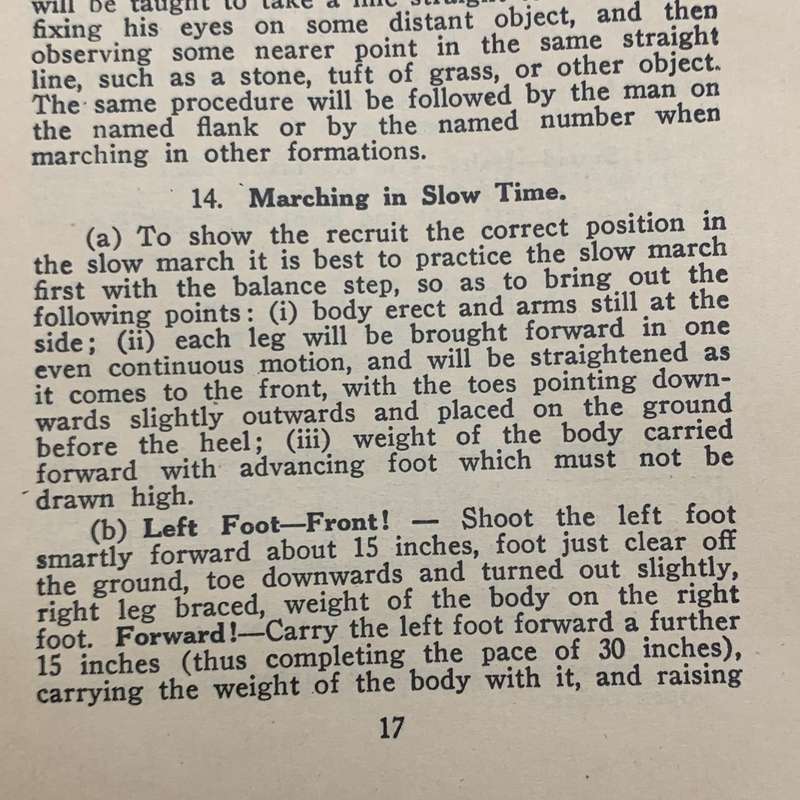 will be taught to take a line straight
fixing his eyes on some distant object, and then
observing some nearer point in the same straight
line, such as a stone, tuft of grass, or other object.
The same procedure will be followed by the man on
the named flank or by the named number when
marching in other formations.
14. Marching in Slow Time.
(a) To show the recruit the correct position in
the slow march it is best to practice the slow march
first with the balance step, so as to bring out the
following points: (i) body erect and arms still at the
side; (ii) each leg will be brought forward in one
even continuous motion, and will be straightened as
it comes to the front, with the toes pointing down-
wards slightly outwards and placed on the ground
before the heel; (iii) weight of the body carried
forward with advancing foot which must not be
drawn high.
(b) Left Foot—Front! — Shoot the left foot
smartly forward about 15 inches, foot just clear off
the ground, toe downwards and turned out slightly,
right leg braced, weight of the body on the right
foot. Forward!—Carry the left foot forward a further
15 inches (thus completing the pace of 30 inches),
carrying the weight of the body with it, and raising
17